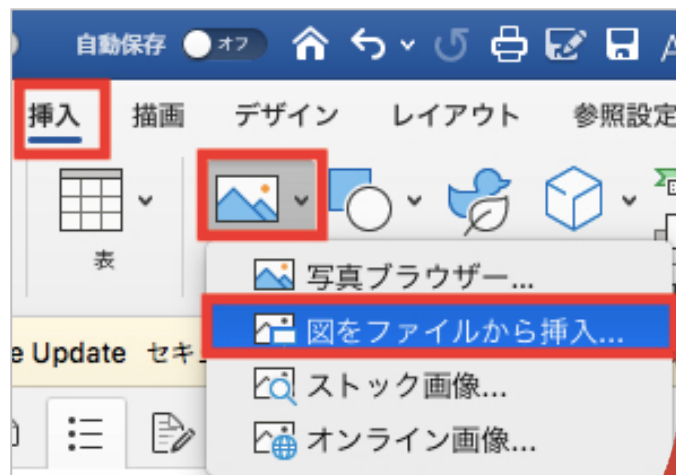 自動保存 オフ
挿入 描画 デザイン レイアウト 参照設定
表
写真ブラウザー...
図をファイルから挿入...
e Update セキ
ストック画像...
オンライン画像...